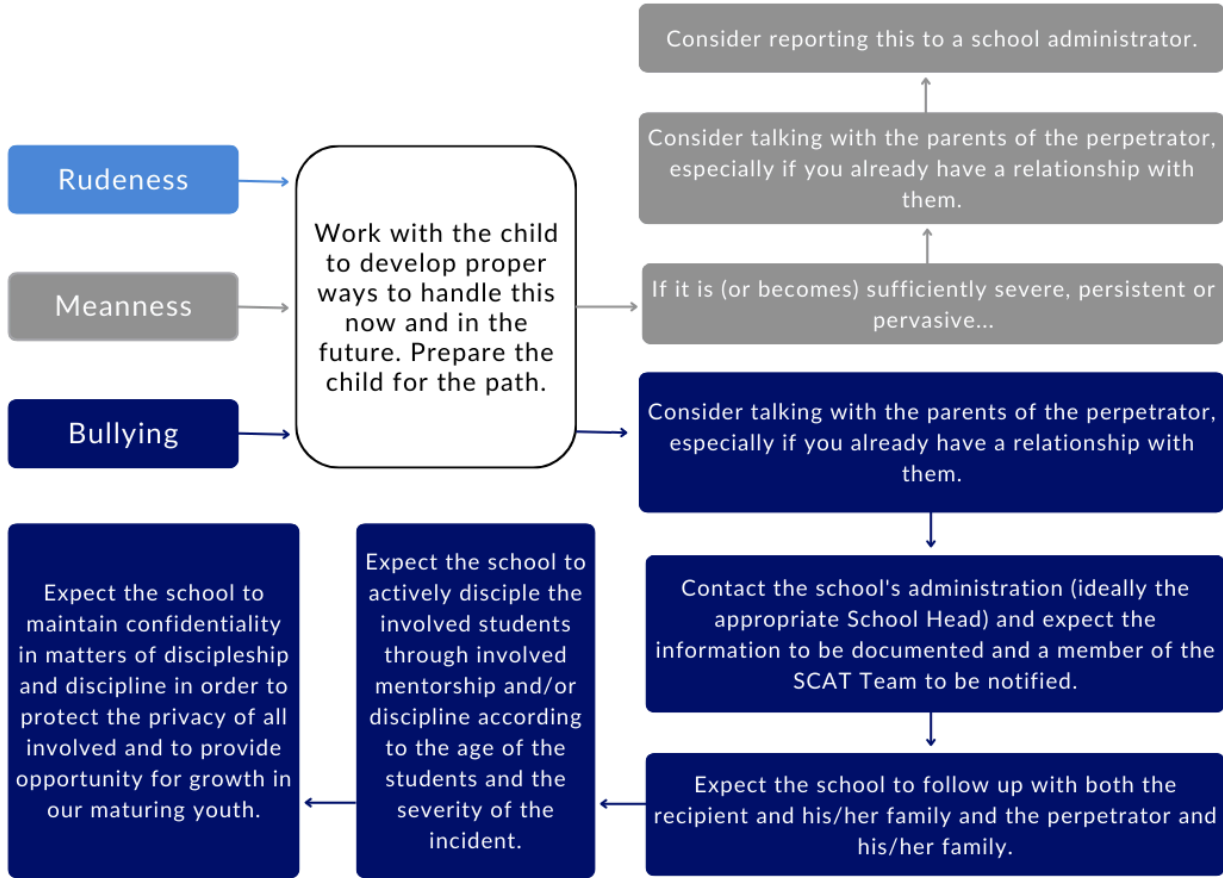 Rudeness
Meanness
Bullying
Work with the child
to develop proper
ways to handle this
now and in the
future. Prepare the
child for the path.
Consider reporting this to a school administrator.
Consider talking with the parents of the perpetrator,
especially if you already have a relationship with
them.
If it is (or becomes) sufficiently severe, persistent or
pervasive...
Consider talking with the parents of the perpetrator,
especially if you already have a relationship with
them.
Contact the school's administration (ideally the
appropriate School Head) and expect the
information to be documented and a member of the
SCAT Team to be notified.
Expect the school to follow up with both the
recipient and his/her family and the perpetrator and
his/her family.
Expect the school to
actively disciple the
involved students
through involved
mentorship and/or
discipline according
to the age of the
students and the
severity of the
incident.
Expect the school to
maintain confidentiality
in matters of discipleship
and discipline in order to
protect the privacy of all
involved and to provide
opportunity for growth in
our maturing youth.